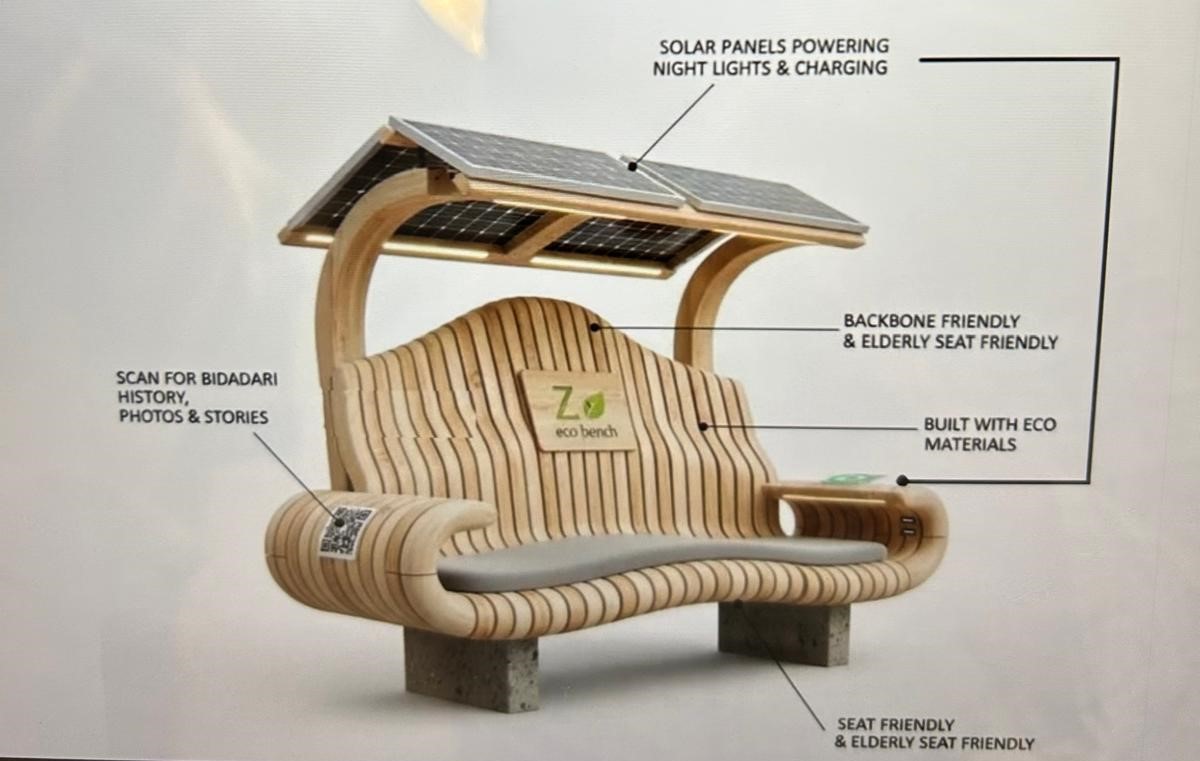 SOLAR PANELS POWERING
NIGHT LIGHTS & CHARGING
BACKBONE FRIENDLY
& ELDERLY SEAT FRIENDLY
SCAN FOR BIDADARI
HISTORY,
PHOTOS & STORIES
Zo
eco bench
BUILT WITH ECO
MATERIALS
SEAT FRIENDLY
& ELDERLY SEAT FRIENDLY